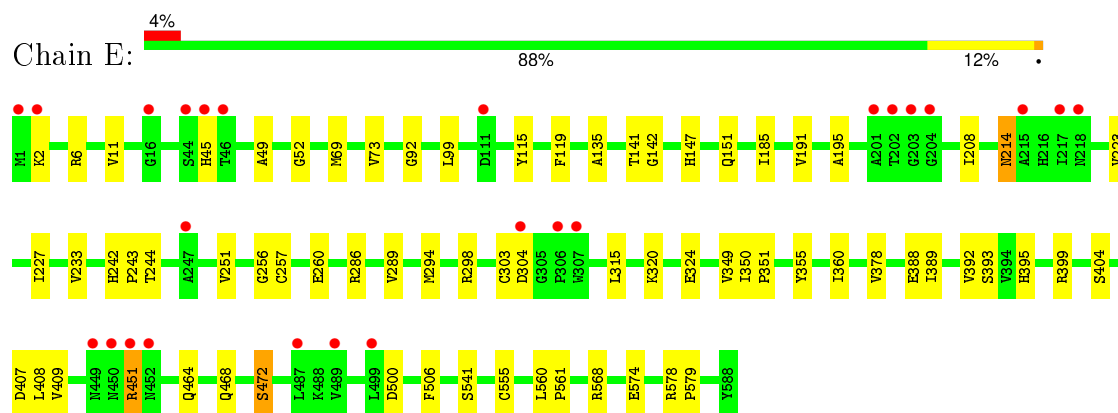 4%
Chain E:
88% 12% •
M1 K2 R6 V11 G16 S44 H45 T46 A49 G52 M69 V73 G92 L99 D111 Y115 F119 A135 T141 G142 H147 Q151 I185 V191 A195 A201 T202 G203 G204 I208 N214 A215 H216 I217 N218
I227 V233 H242 P243 T244 A247 V251 G256 C257 E260 R286 V289 M294 R298 C303 D304 G305 P306 W307 L315 K320 E324 V349 I350 P351 Y355 I360 V378 E388 I389 V392 S393 V394 H395 R399 S404
D407 L408 V409 N449 N450 R451 N452 Q464 Q468 S472 L487 K488 V489 L499 D500 F506 S541 C555 L560 P561 R568 E574 R578 P579 Y588